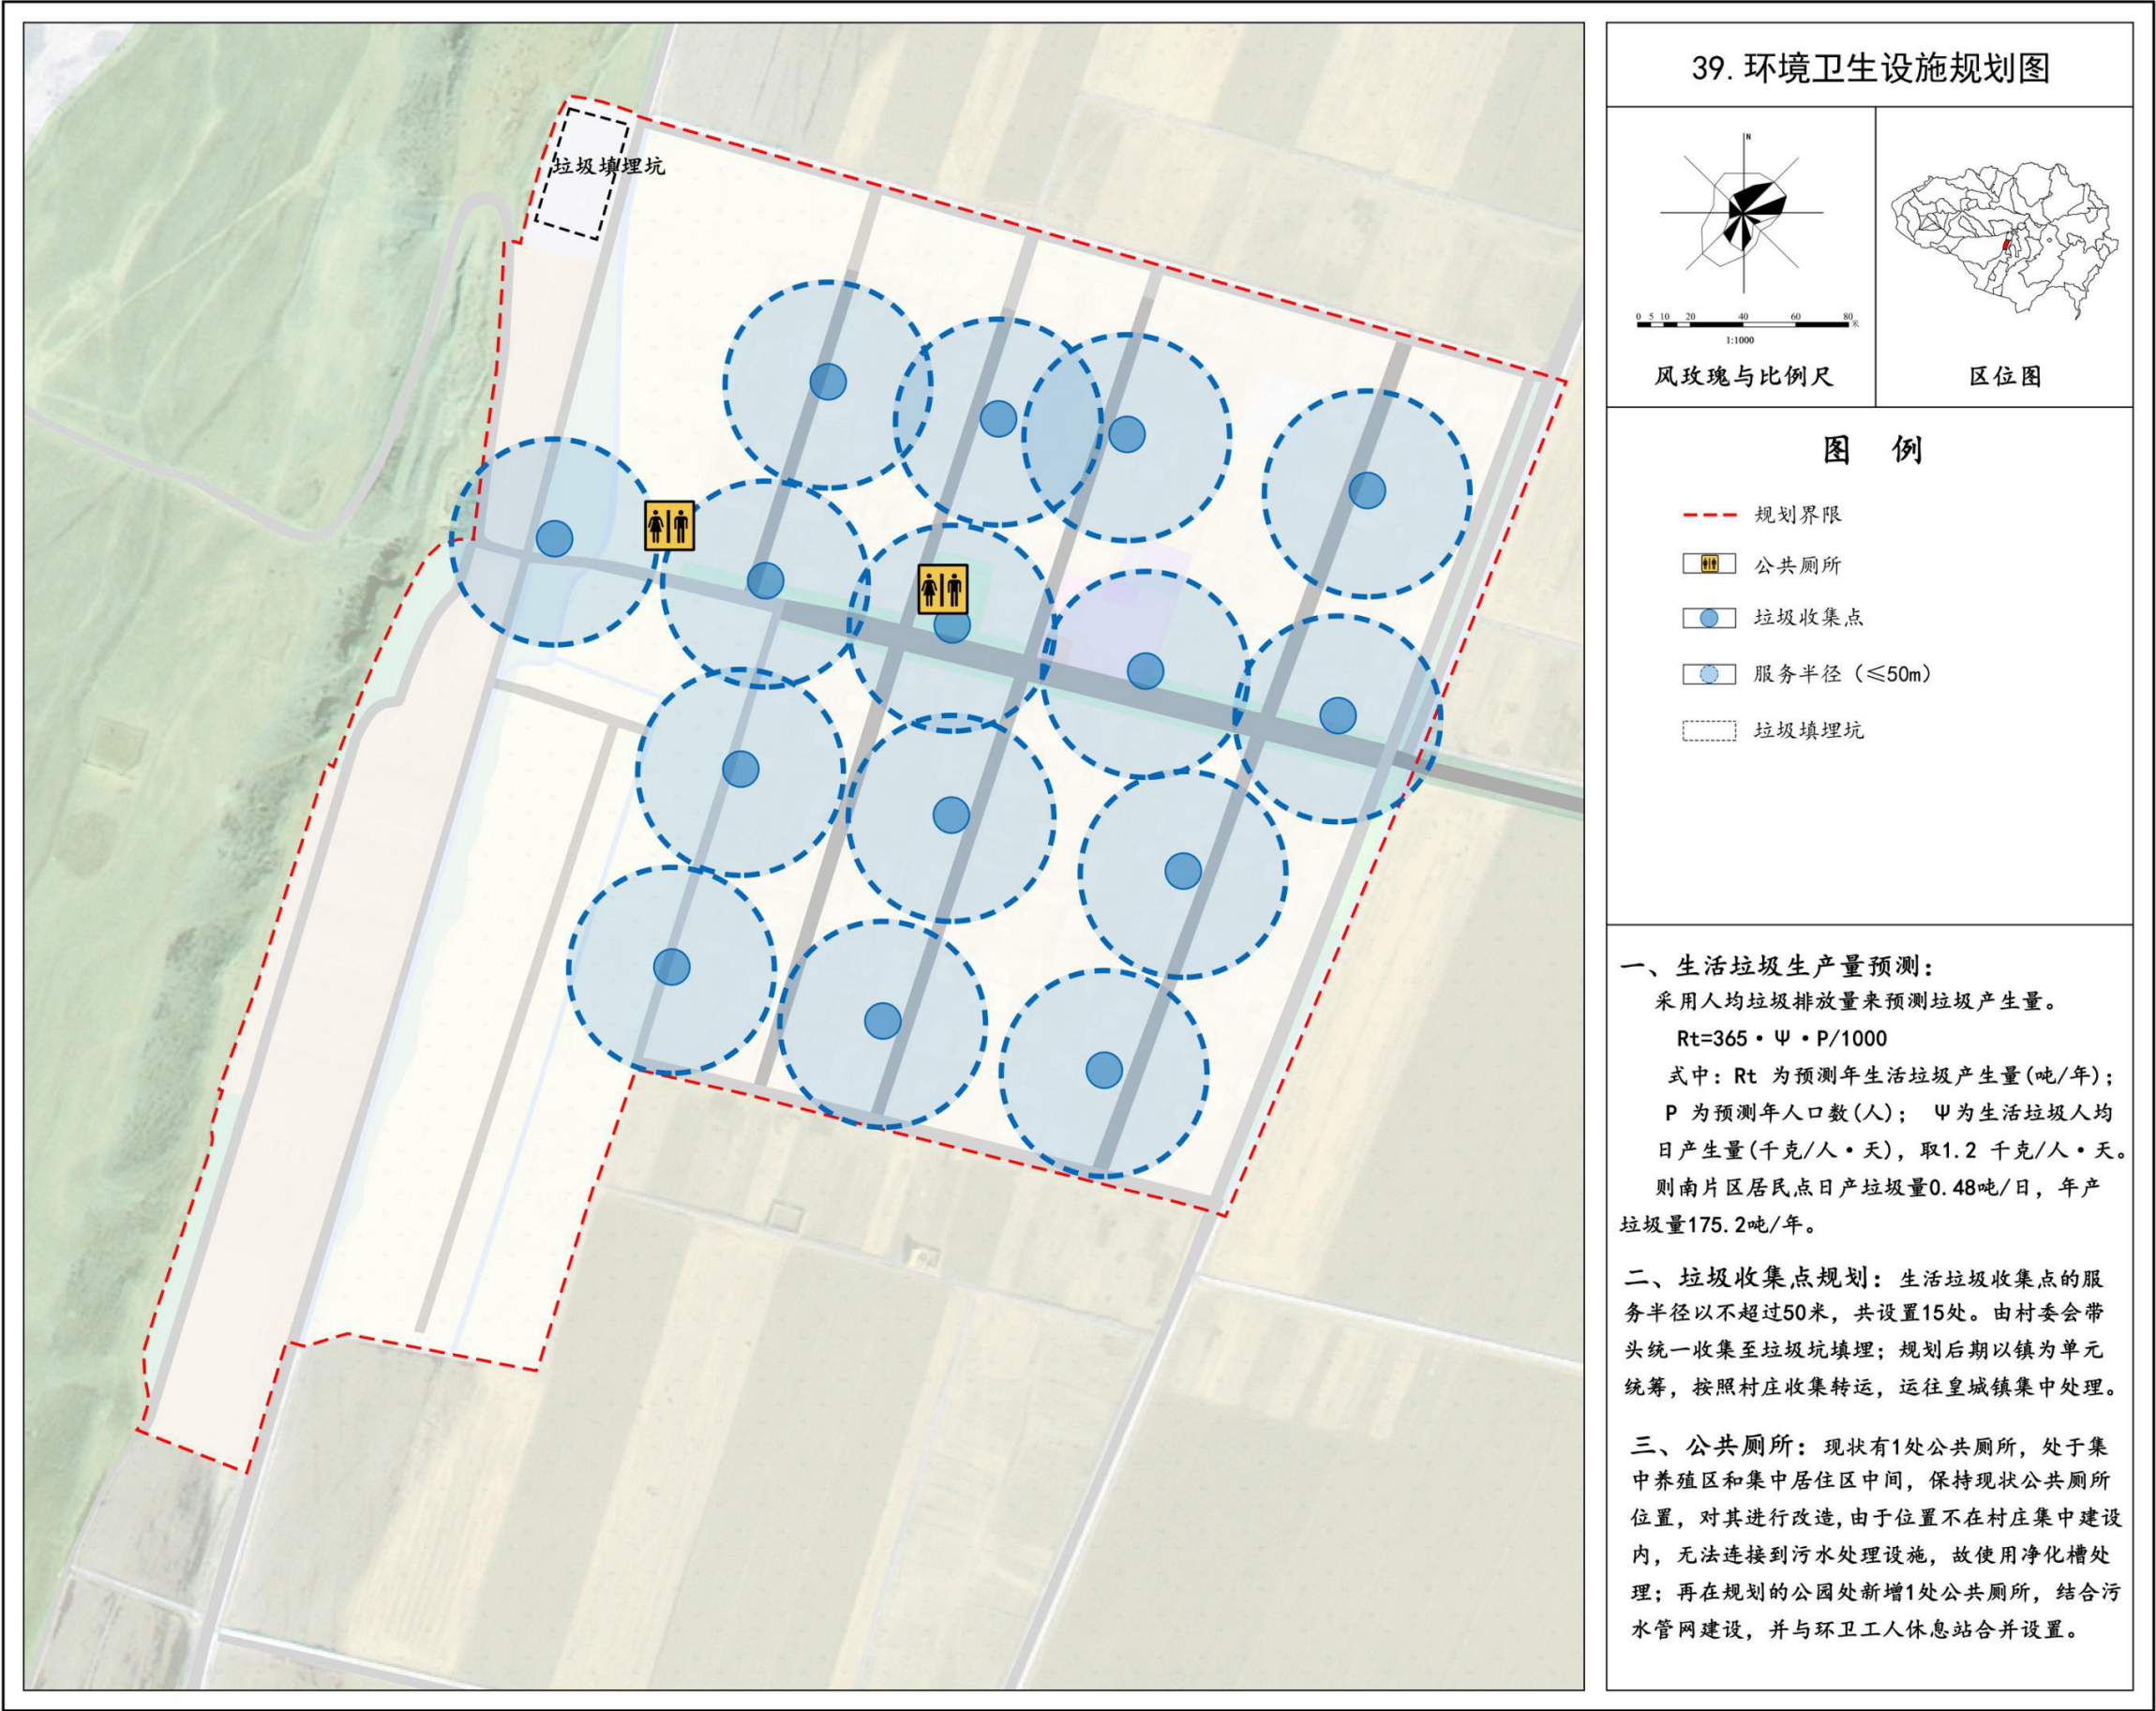 39.环境卫生设施规划图
N
0 5 10 20 40 60 80
米
1:1000
风玫瑰与比例尺
区位图
垃圾填埋坑
图 例
规划界限
公共厕所
垃圾收集点
服务半径（≤50m）
垃圾填埋坑
一、生活垃圾生产量预测：
采用人均垃圾排放量来预测垃圾产生量。
Rt=365·Ψ·P/1000
式中：Rt 为预测年生活垃圾产生量(吨/年)；
P 为预测年人口数(人)； Ψ为生活垃圾人均
日产生量(千克/人·天)，取1.2 千克/人·天。
则南片区居民点日产垃圾量0.48吨/日，年产
垃圾量175.2吨/年。
二、垃圾收集点规划：生活垃圾收集点的服
务半径以不超过50米，共设置15处。由村委会带
头统一收集至垃圾坑填埋；规划后期以镇为单元
统筹，按照村庄收集转运，运往皇城镇集中处理。
三、公共厕所：现状有1处公共厕所，处于集
中养殖区和集中居住区中间，保持现状公共厕所
位置，对其进行改造,由于位置不在村庄集中建设
内，无法连接到污水处理设施，故使用净化槽处
理；再在规划的公园处新增1处公共厕所，结合污
水管网建设，并与环卫工人休息站合并设置。